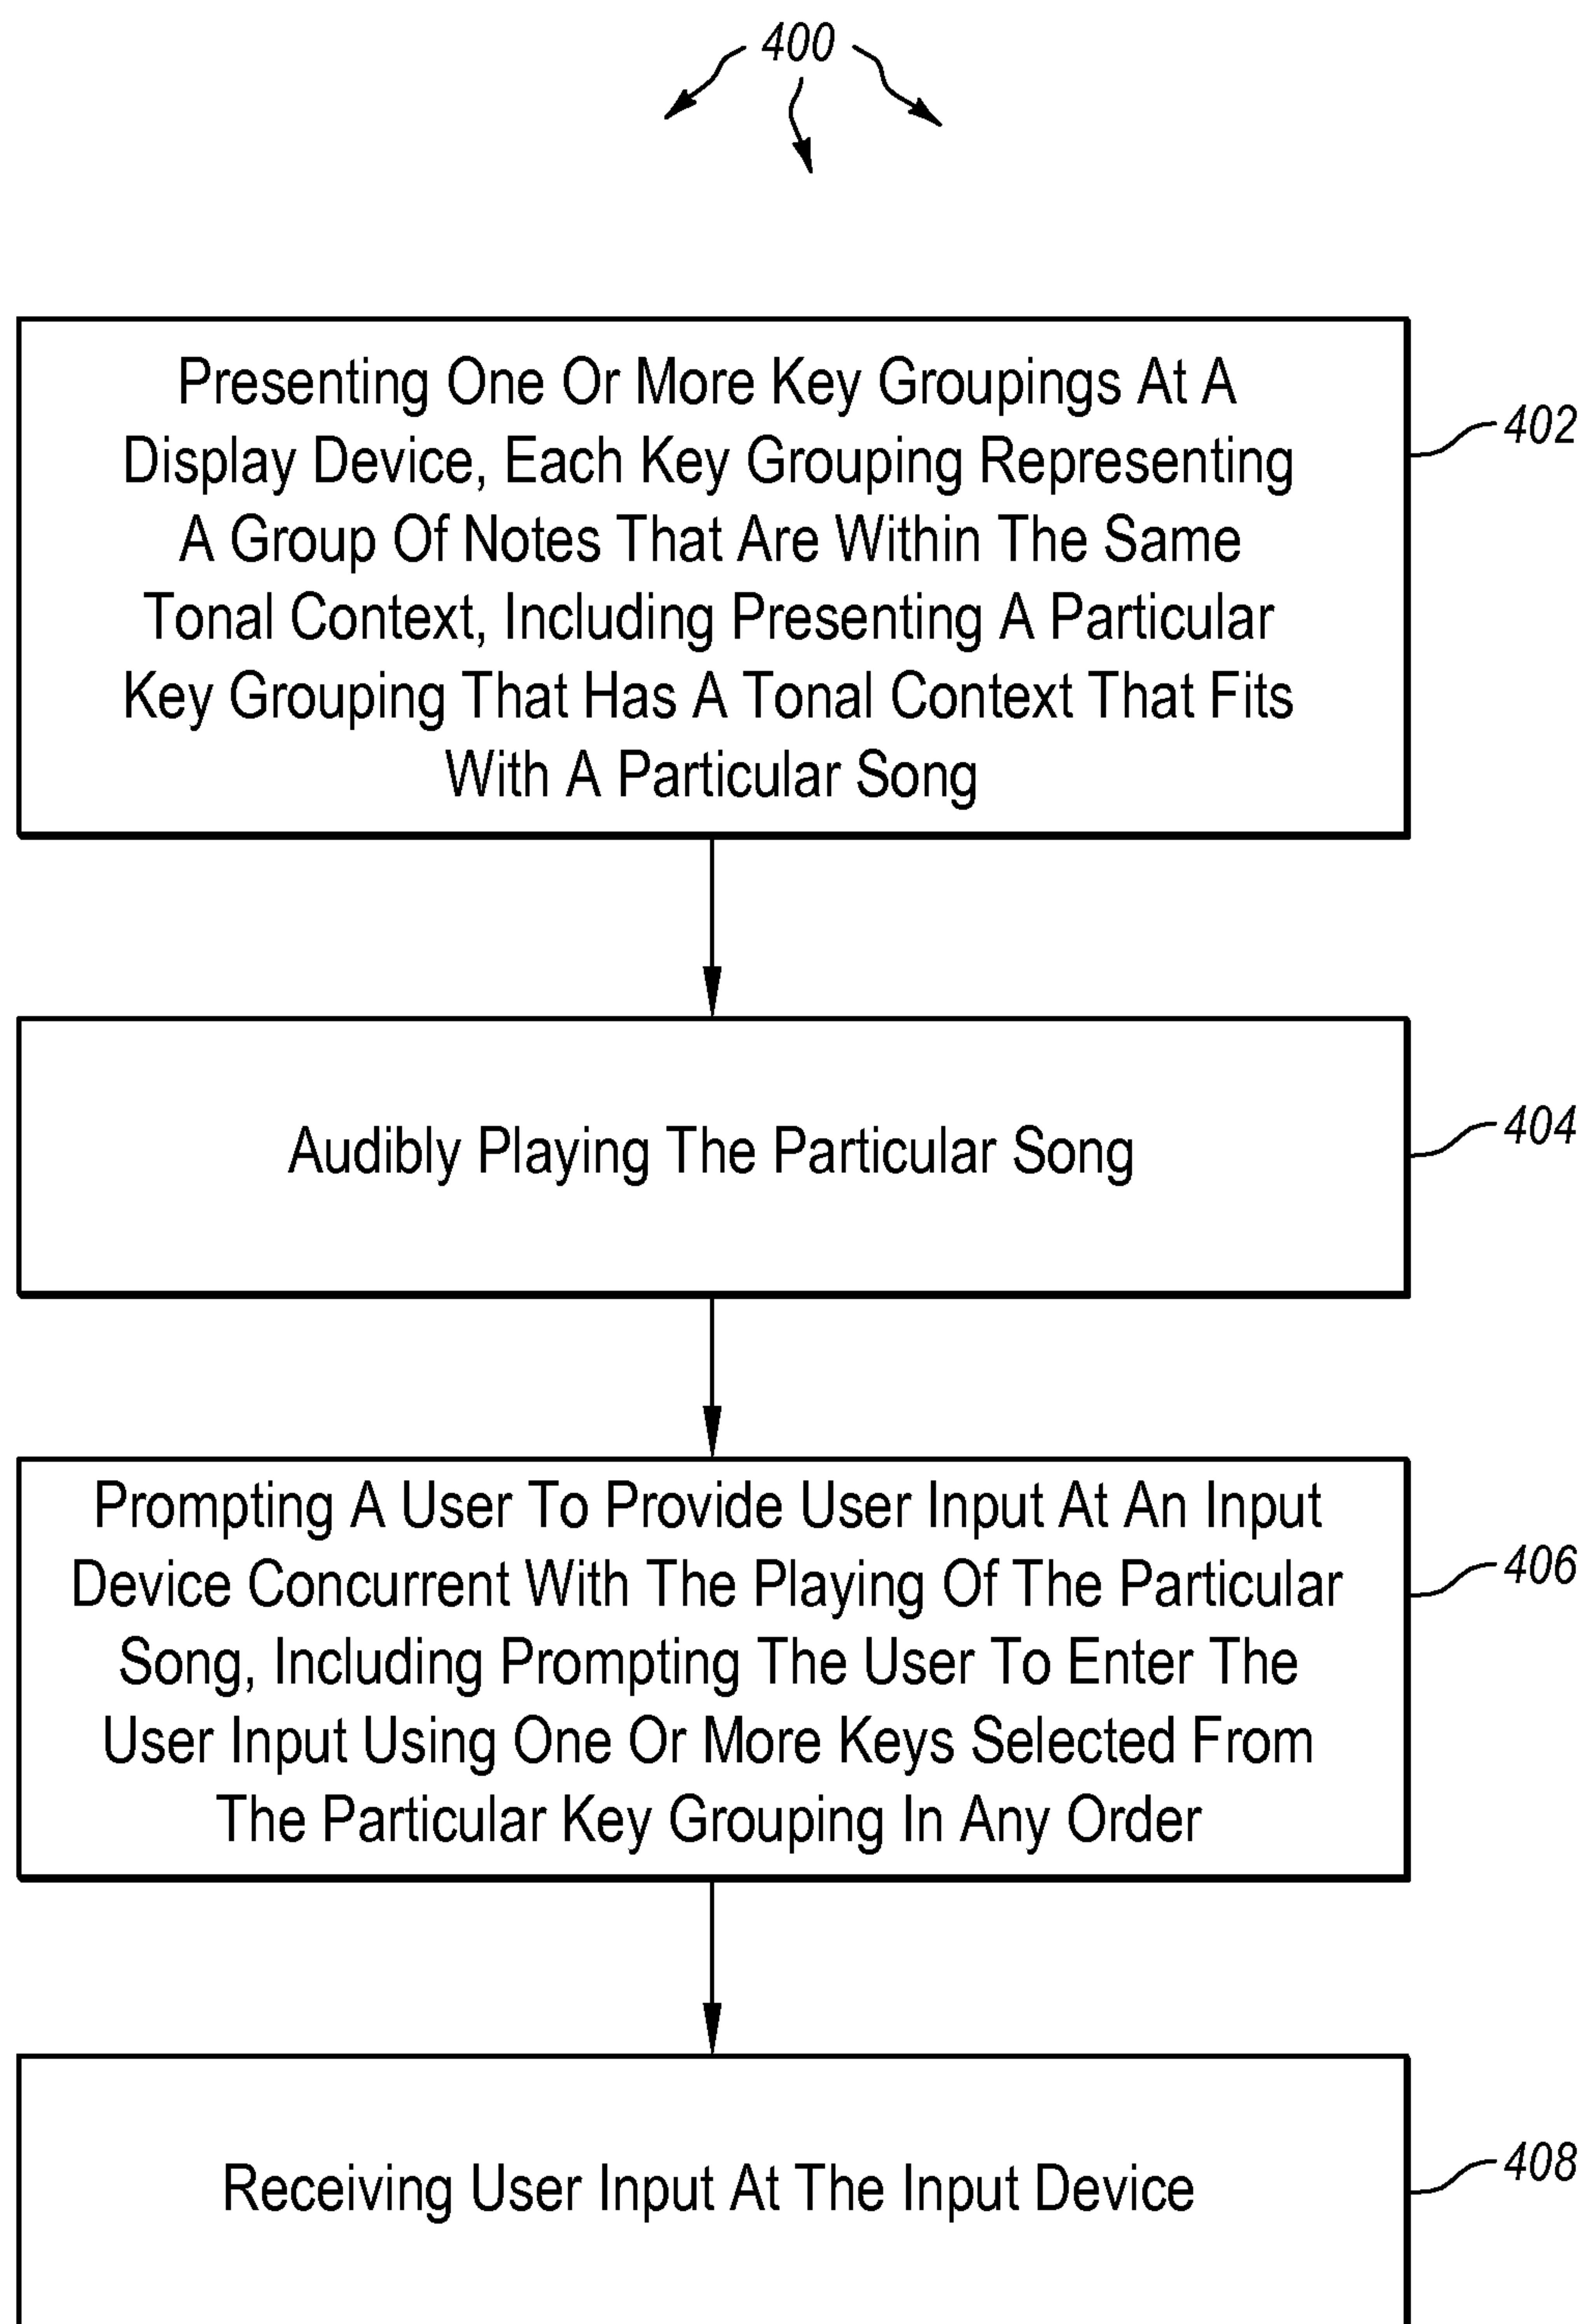 400
Presenting One Or More Key Groupings At A
Display Device, Each Key Grouping Representing
A Group Of Notes That Are Within The Same
Tonal Context, Including Presenting A Particular
Key Grouping That Has A Tonal Context That Fits
With A Particular Song
402
Audibly Playing The Particular Song
404
Prompting A User To Provide User Input At An Input
Device Concurrent With The Playing Of The Particular
Song, Including Prompting The User To Enter The
User Input Using One Or More Keys Selected From
The Particular Key Grouping In Any Order
406
Receiving User Input At The Input Device
408